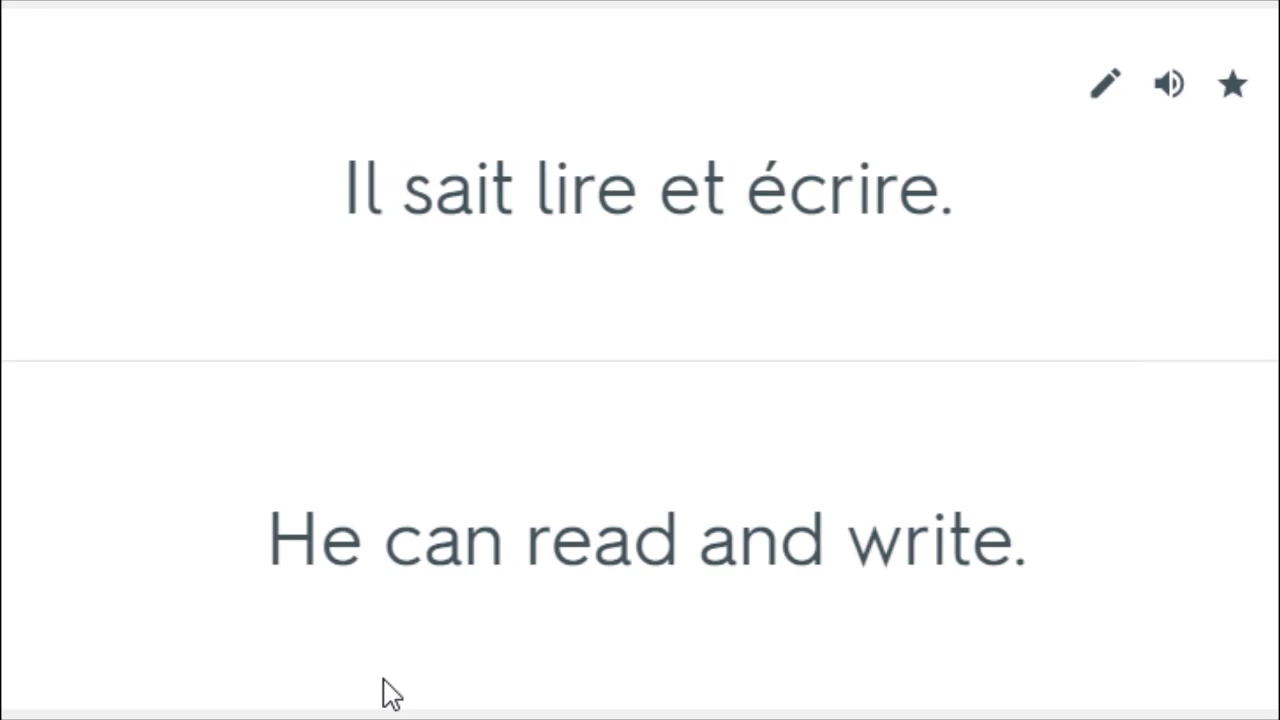 Il sait lire et écrire.
He can read and write.